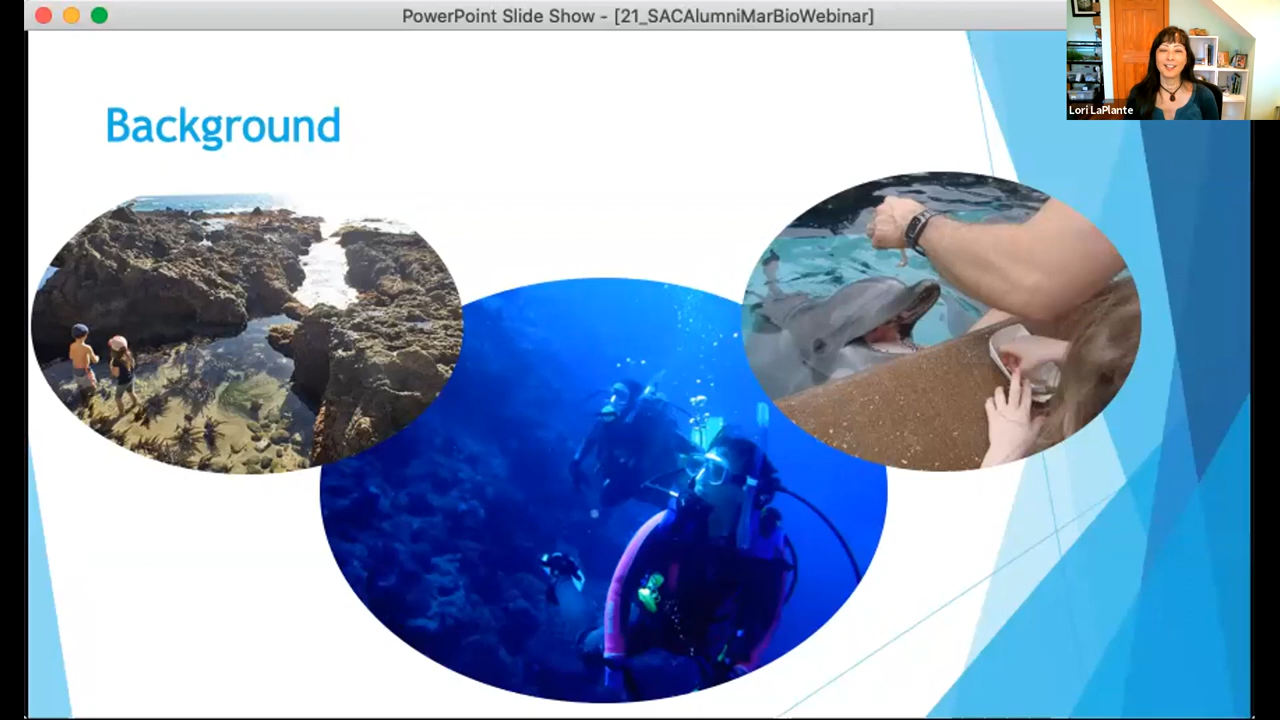 PowerPoint Slide Show - [21_SACAlumniMarBioWebinar]
Lori LaPlante
Background